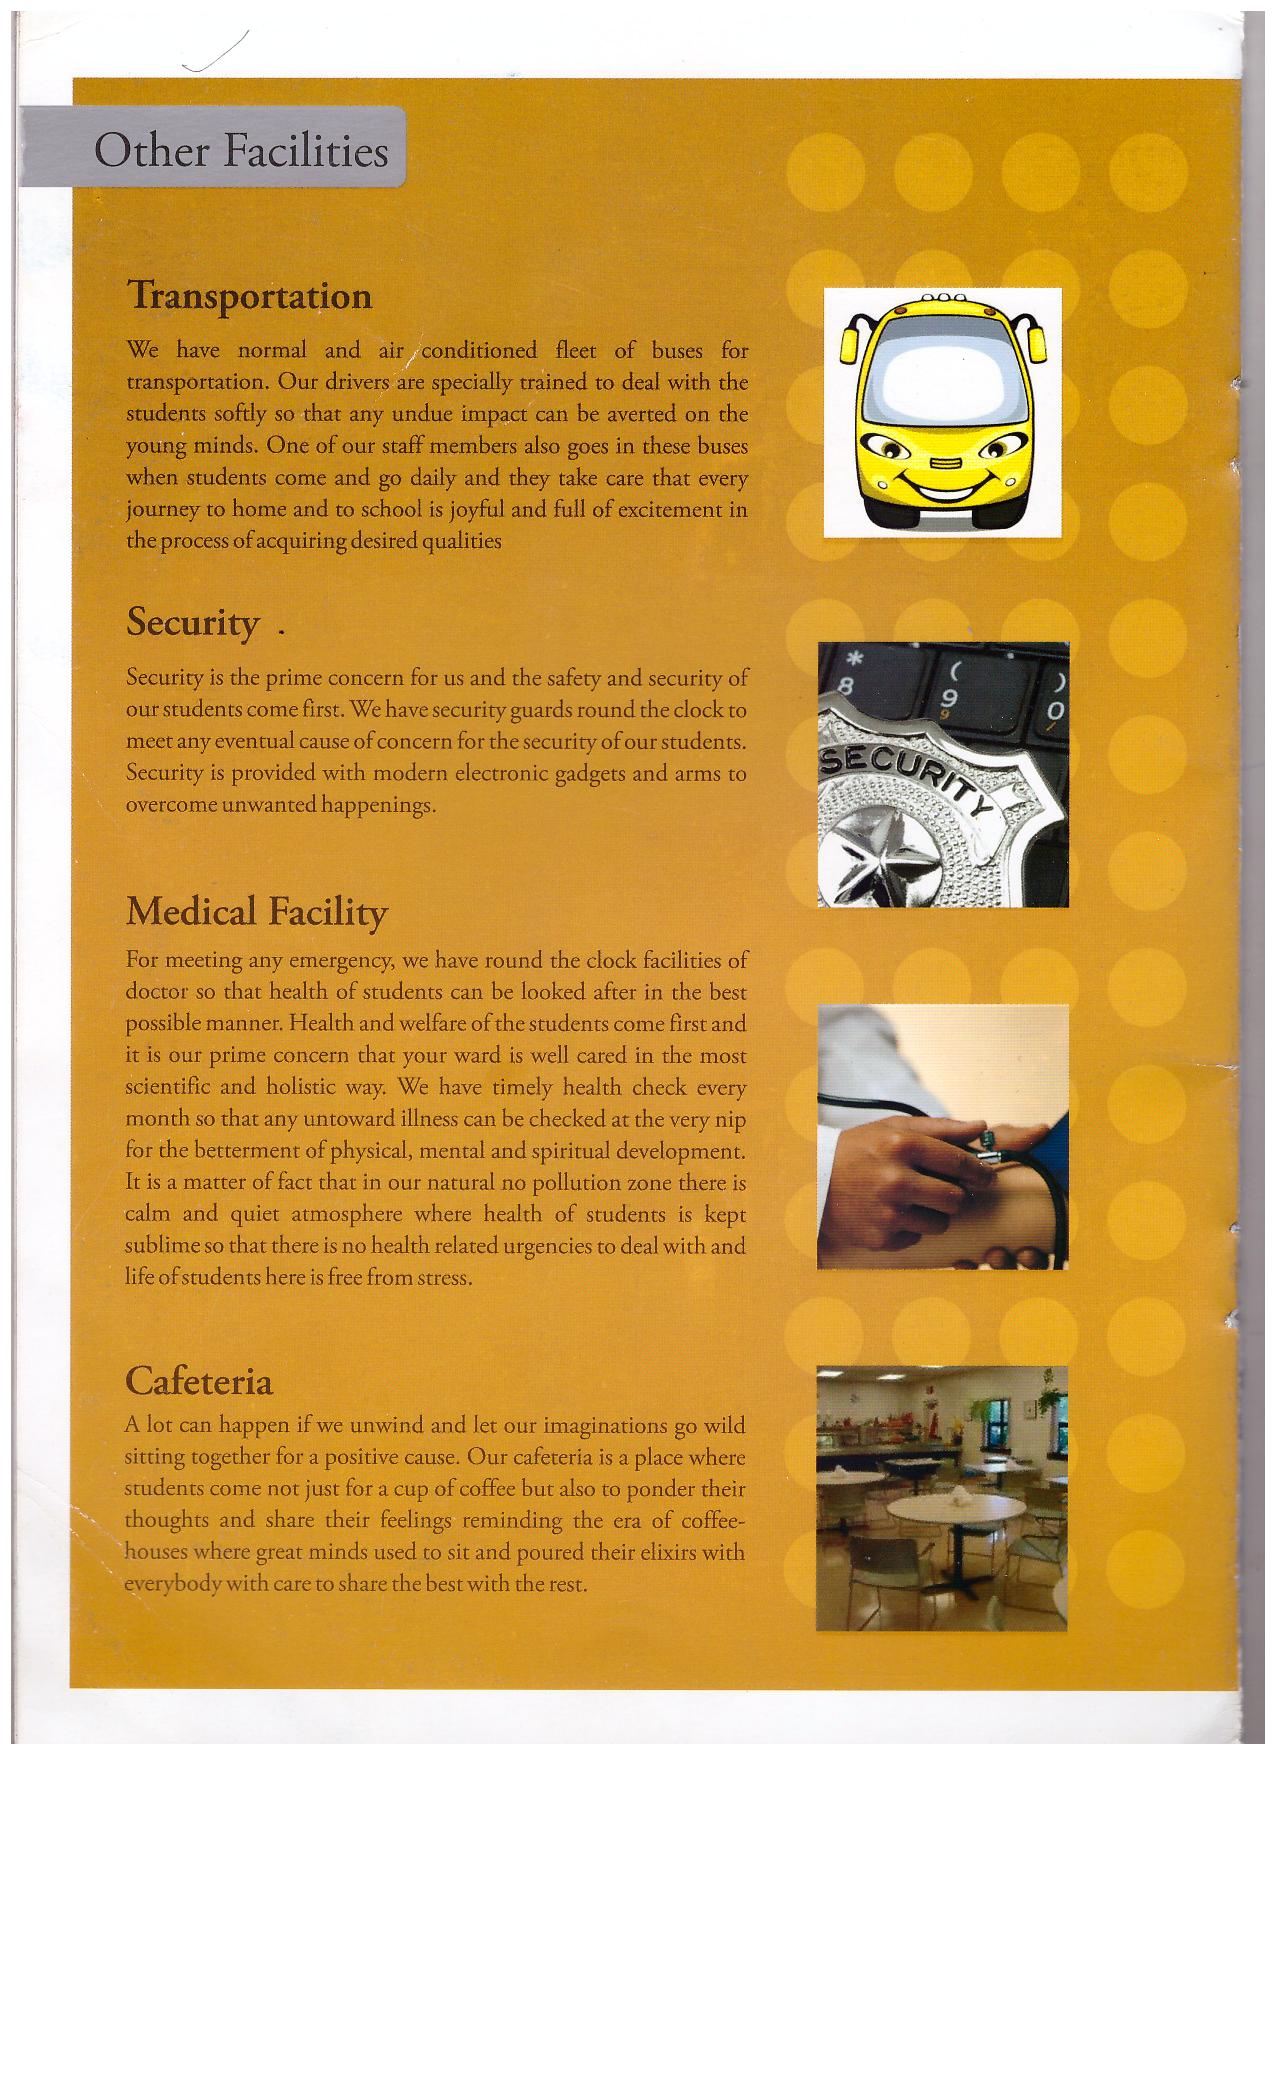 Other Facilities
Transportation
We have normal and air conditioned fleet of buses for
transportation. Our drivers are specially trained to deal with the
students softly so that any undue impact can be averted on the
young minds. One of our staff members also goes in these buses
when students come and go daily and they take care that every
journey to home and to school is joyful and full of excitement in
the process of acquiring desired qualities
Security .
Security is the prime concern for us and the safety and security of
our students come first. We have security guards round the clock to
meet any eventual cause of concern for the security of our students.
Security is provided with modern electronic gadgets and arms to
overcome unwanted happenings.
* ( )
8 9 0
9
SECURITY
Medical Facility
For meeting any emergency, we have round the clock facilities of
doctor so that health of students can be looked after in the best
possible manner. Health and welfare of the students come first and
it is our prime concern that your ward is well cared in the most
scientific and holistic way. We have timely health check every
month so that any untoward illness can be checked at the very nip
for the betterment of physical, mental and spiritual development.
It is a matter of fact that in our natural no pollution zone there is
calm and quiet atmosphere where health of students is kept
sublime so that there is no health related urgencies to deal with and
life of students here is free from stress.
Cafeteria
A lot can happen if we unwind and let our imaginations go wild
sitting together for a positive cause. Our cafeteria is a place where
students come not just for a cup of coffee but also to ponder their
thoughts and share their feelings reminding the era of coffee-
houses where great minds used to sit and poured their elixirs with
everybody with care to share the best with the rest.